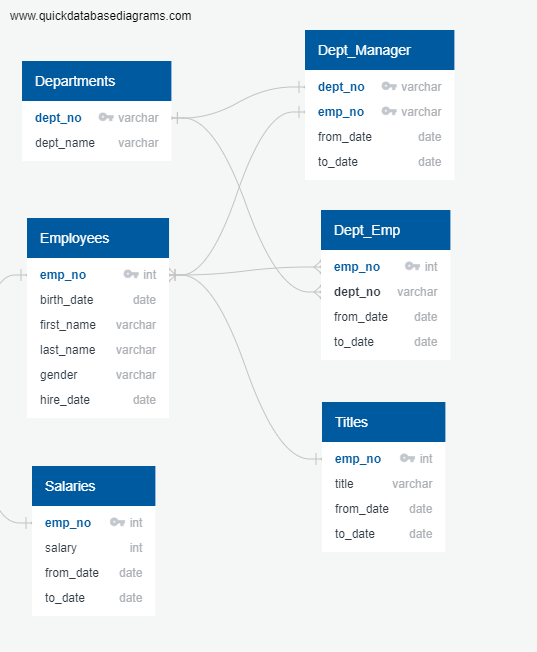 www.quickdatabasediagrams.com
Departments
dept_no varchar
dept_name varchar
Dept_Manager
dept_no varchar
emp_no varchar
from_date date
to_date date
Employees
emp_no int
birth_date date
first_name varchar
last_name varchar
gender varchar
hire_date date
Dept_Emp
emp_no int
dept_no varchar
from_date date
to_date date
Salaries
emp_no int
salary int
from_date date
to_date date
Titles
emp_no int
title varchar
from_date date
to_date date